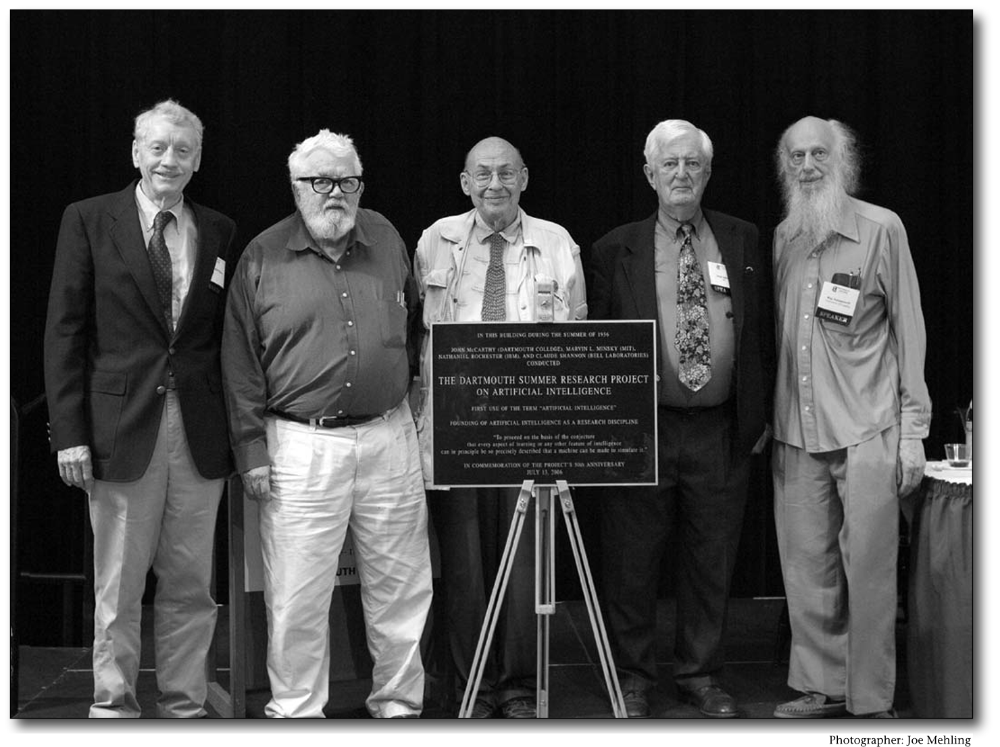 IN THIS BUILDING DURING THE SUMMER OF 1956
JOHN McCARTHY (DARTMOUTH COLLEGE), MARVIN L. MINSKY (MIT),
NATHANIEL ROCHESTER (IBM), AND CLAUDE SHANNON (BELL LABORATORIES)
CONDUCTED
THE DARTMOUTH SUMMER RESEARCH PROJECT
ON ARTIFICIAL INTELLIGENCE
FIRST USE OF THE TERM "ARTIFICIAL INTELLIGENCE"
FOUNDING OF ARTIFICIAL INTELLIGENCE AS A RESEARCH DISCIPLINE
"To proceed on the basis of the conjecture
that every aspect of learning or any other feature of intelligence
can in principle be so precisely described that a machine can be made to simulate it."
IN COMMEMORATION OF THE PROJECT'S 50th ANNIVERSARY
JULY 13, 2006
SPEAKER
UTH
Photographer: Joe Mehling